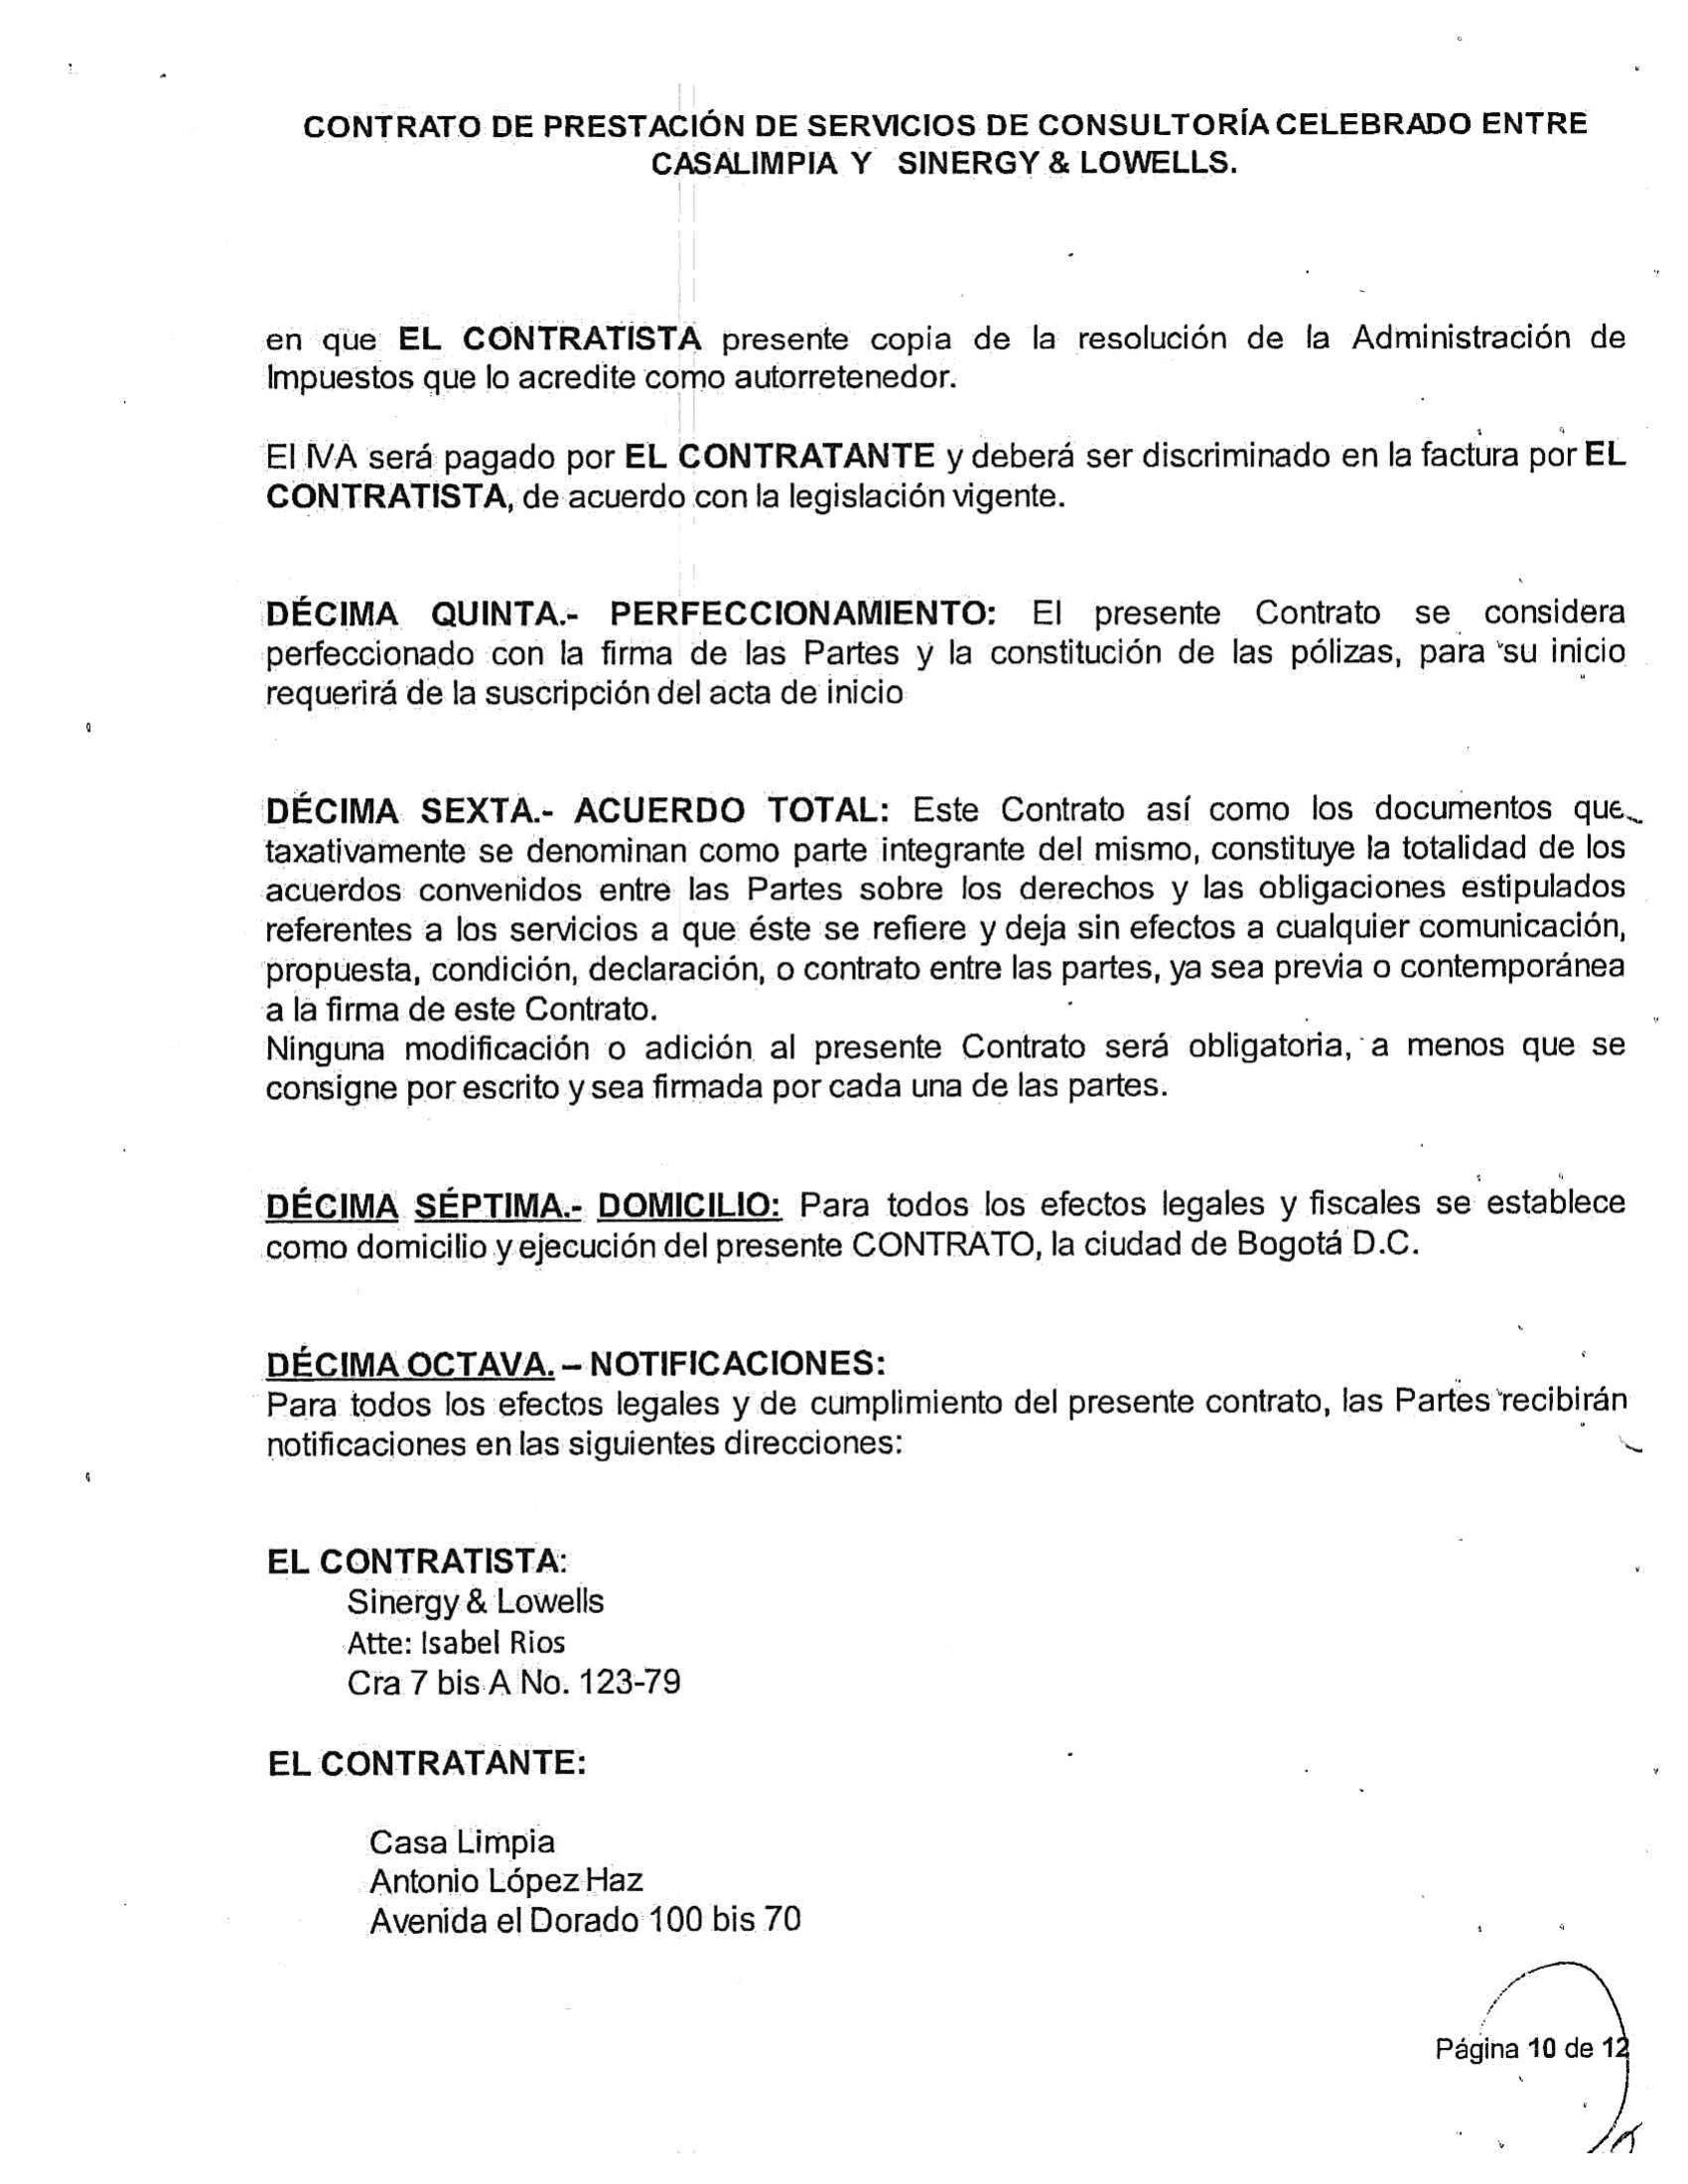 CONTRATO DE PRESTACIÓN DE SERVICIOS DE CONSULTORÍA CELEBRADO ENTRE
CASALIMPIA Y SINERGY & LOWELLS.
en que EL CONTRATISTA presente copia de la resolución de la Administración de
Impuestos que lo acredite como autorretenedor.
El IVA será pagado por EL CONTRATANTE y deberá ser discriminado en la factura por EL
CONTRATISTA, de acuerdo con la legislación vigente.
DÉCIMA QUINTA.- PERFECCIONAMIENTO: El presente Contrato se considera
perfeccionado con la firma de las Partes y la constitución de las pólizas, para su inicio
requerirá de la suscripción del acta de inicio
DÉCIMA SEXTA.- ACUERDO TOTAL: Este Contrato así como los documentos que
taxativamente se denominan como parte integrante del mismo, constituye la totalidad de los
acuerdos convenidos entre las Partes sobre los derechos y las obligaciones estipulados
referentes a los servicios a que éste se refiere y deja sin efectos a cualquier comunicación,
propuesta, condición, declaración, o contrato entre las partes, ya sea previa o contemporánea
a la firma de este Contrato.
Ninguna modificación o adición al presente Contrato será obligatoria, a menos que se
consigne por escrito y sea firmada por cada una de las partes.
DÉCIMA SÉPTIMA.- DOMICILIO: Para todos los efectos legales y fiscales se establece
como domicilio y ejecución del presente CONTRATO, la ciudad de Bogotá D.C.
DÉCIMA OCTAVA. – NOTIFICACIONES:
Para todos los efectos legales y de cumplimiento del presente contrato, las Partes recibirán
notificaciones en las siguientes direcciones:
EL CONTRATISTA:
Sinergy & Lowells
Atte: Isabel Rios
Cra 7 bis A No. 123-79
EL CONTRATANTE:
Casa Limpia
Antonio López Haz
Avenida el Dorado 100 bis 70
Página 10 de 12